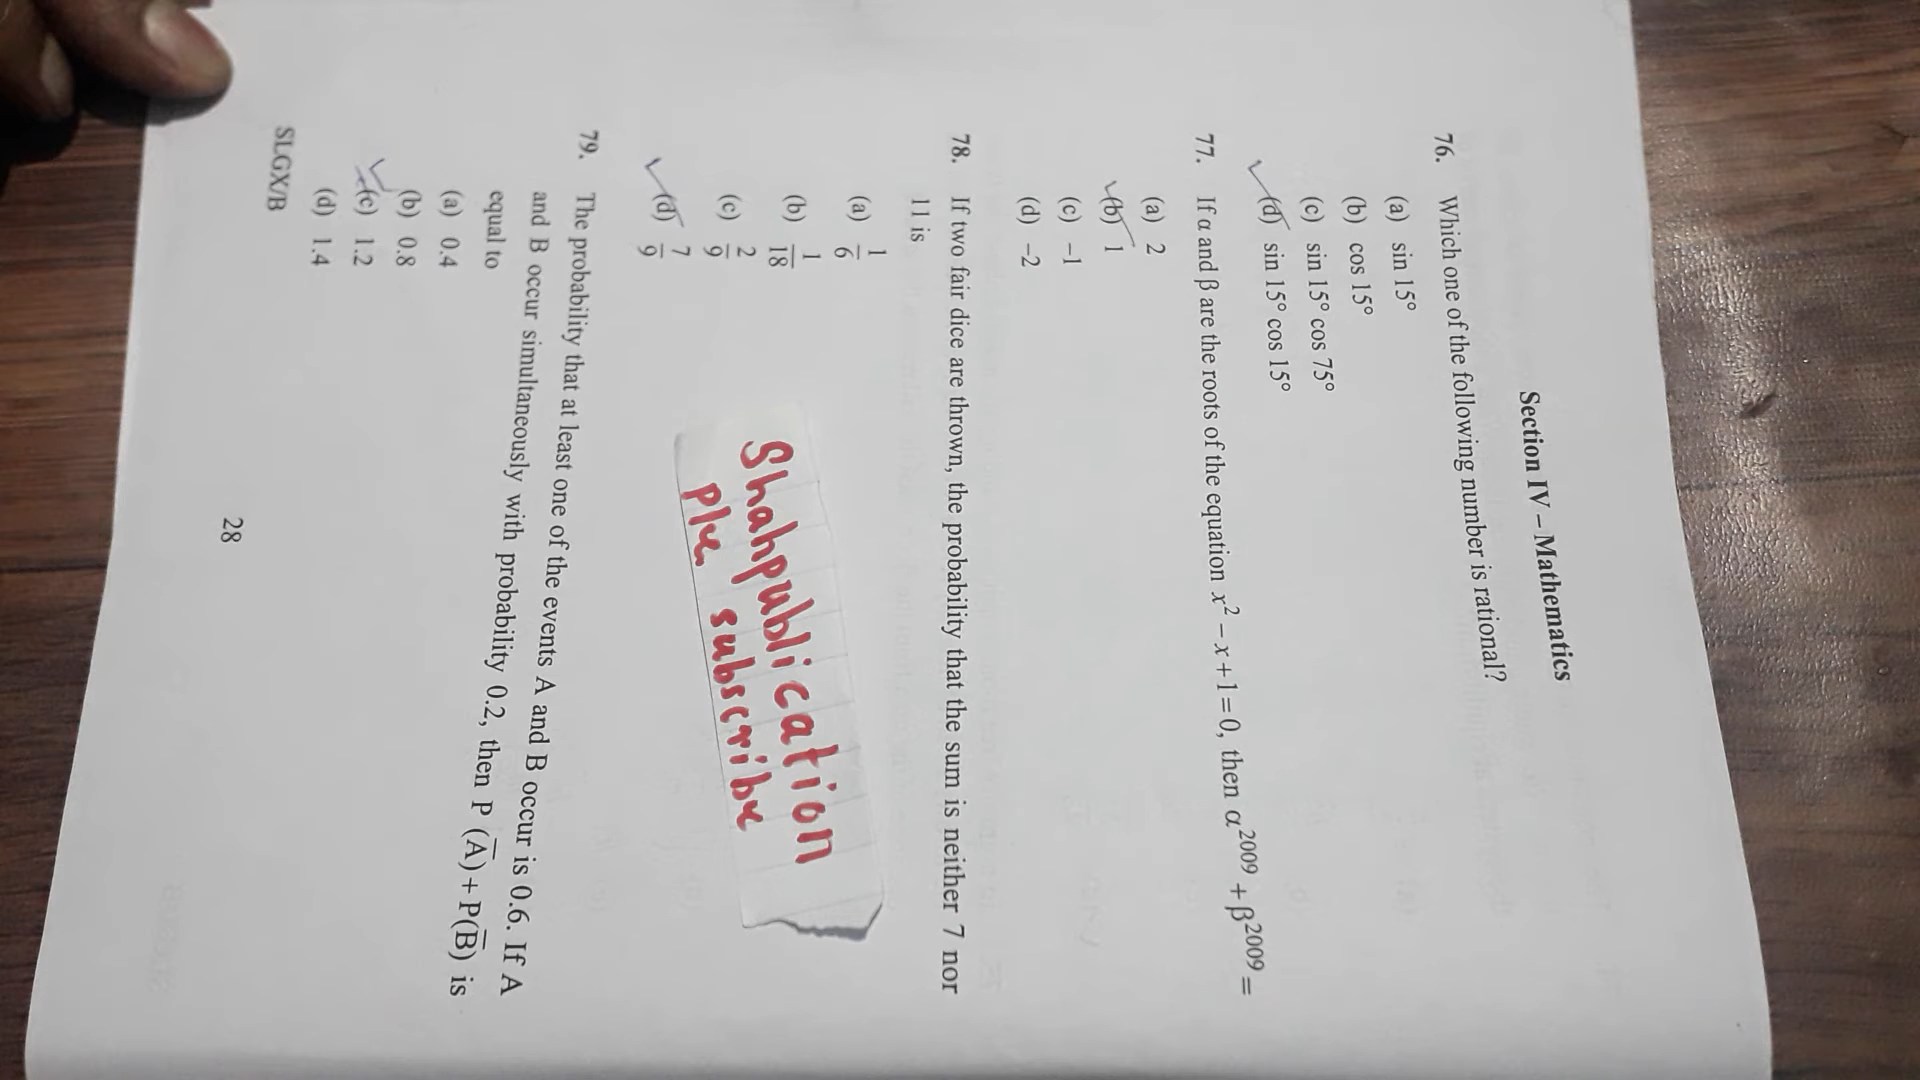 Section IV – Mathematics
76. Which one of the following number is rational?
(a) sin 15°
(b) cos 15°
(c) sin 15° cos 75°
(d) sin 15° cos 15°
77. If α and β are the roots of the equation x² – x + 1 = 0, then α²⁰⁰⁹ + β²⁰⁰⁹ =
(a) 2
(b) 1
(c) –1
(d) –2
78. If two fair dice are thrown, the probability that the sum is neither 7 nor
11 is
(a) 1/6
(b) 1/18
(c) 2/9
(d) 7/9
Shahpublication
plz subscribe
79. The probability that at least one of the events A and B occur is 0.6. If A
and B occur simultaneously with probability 0.2, then P (A̅) + P(B̅) is
equal to
(a) 0.4
(b) 0.8
(c) 1.2
(d) 1.4
SLGX/B
28